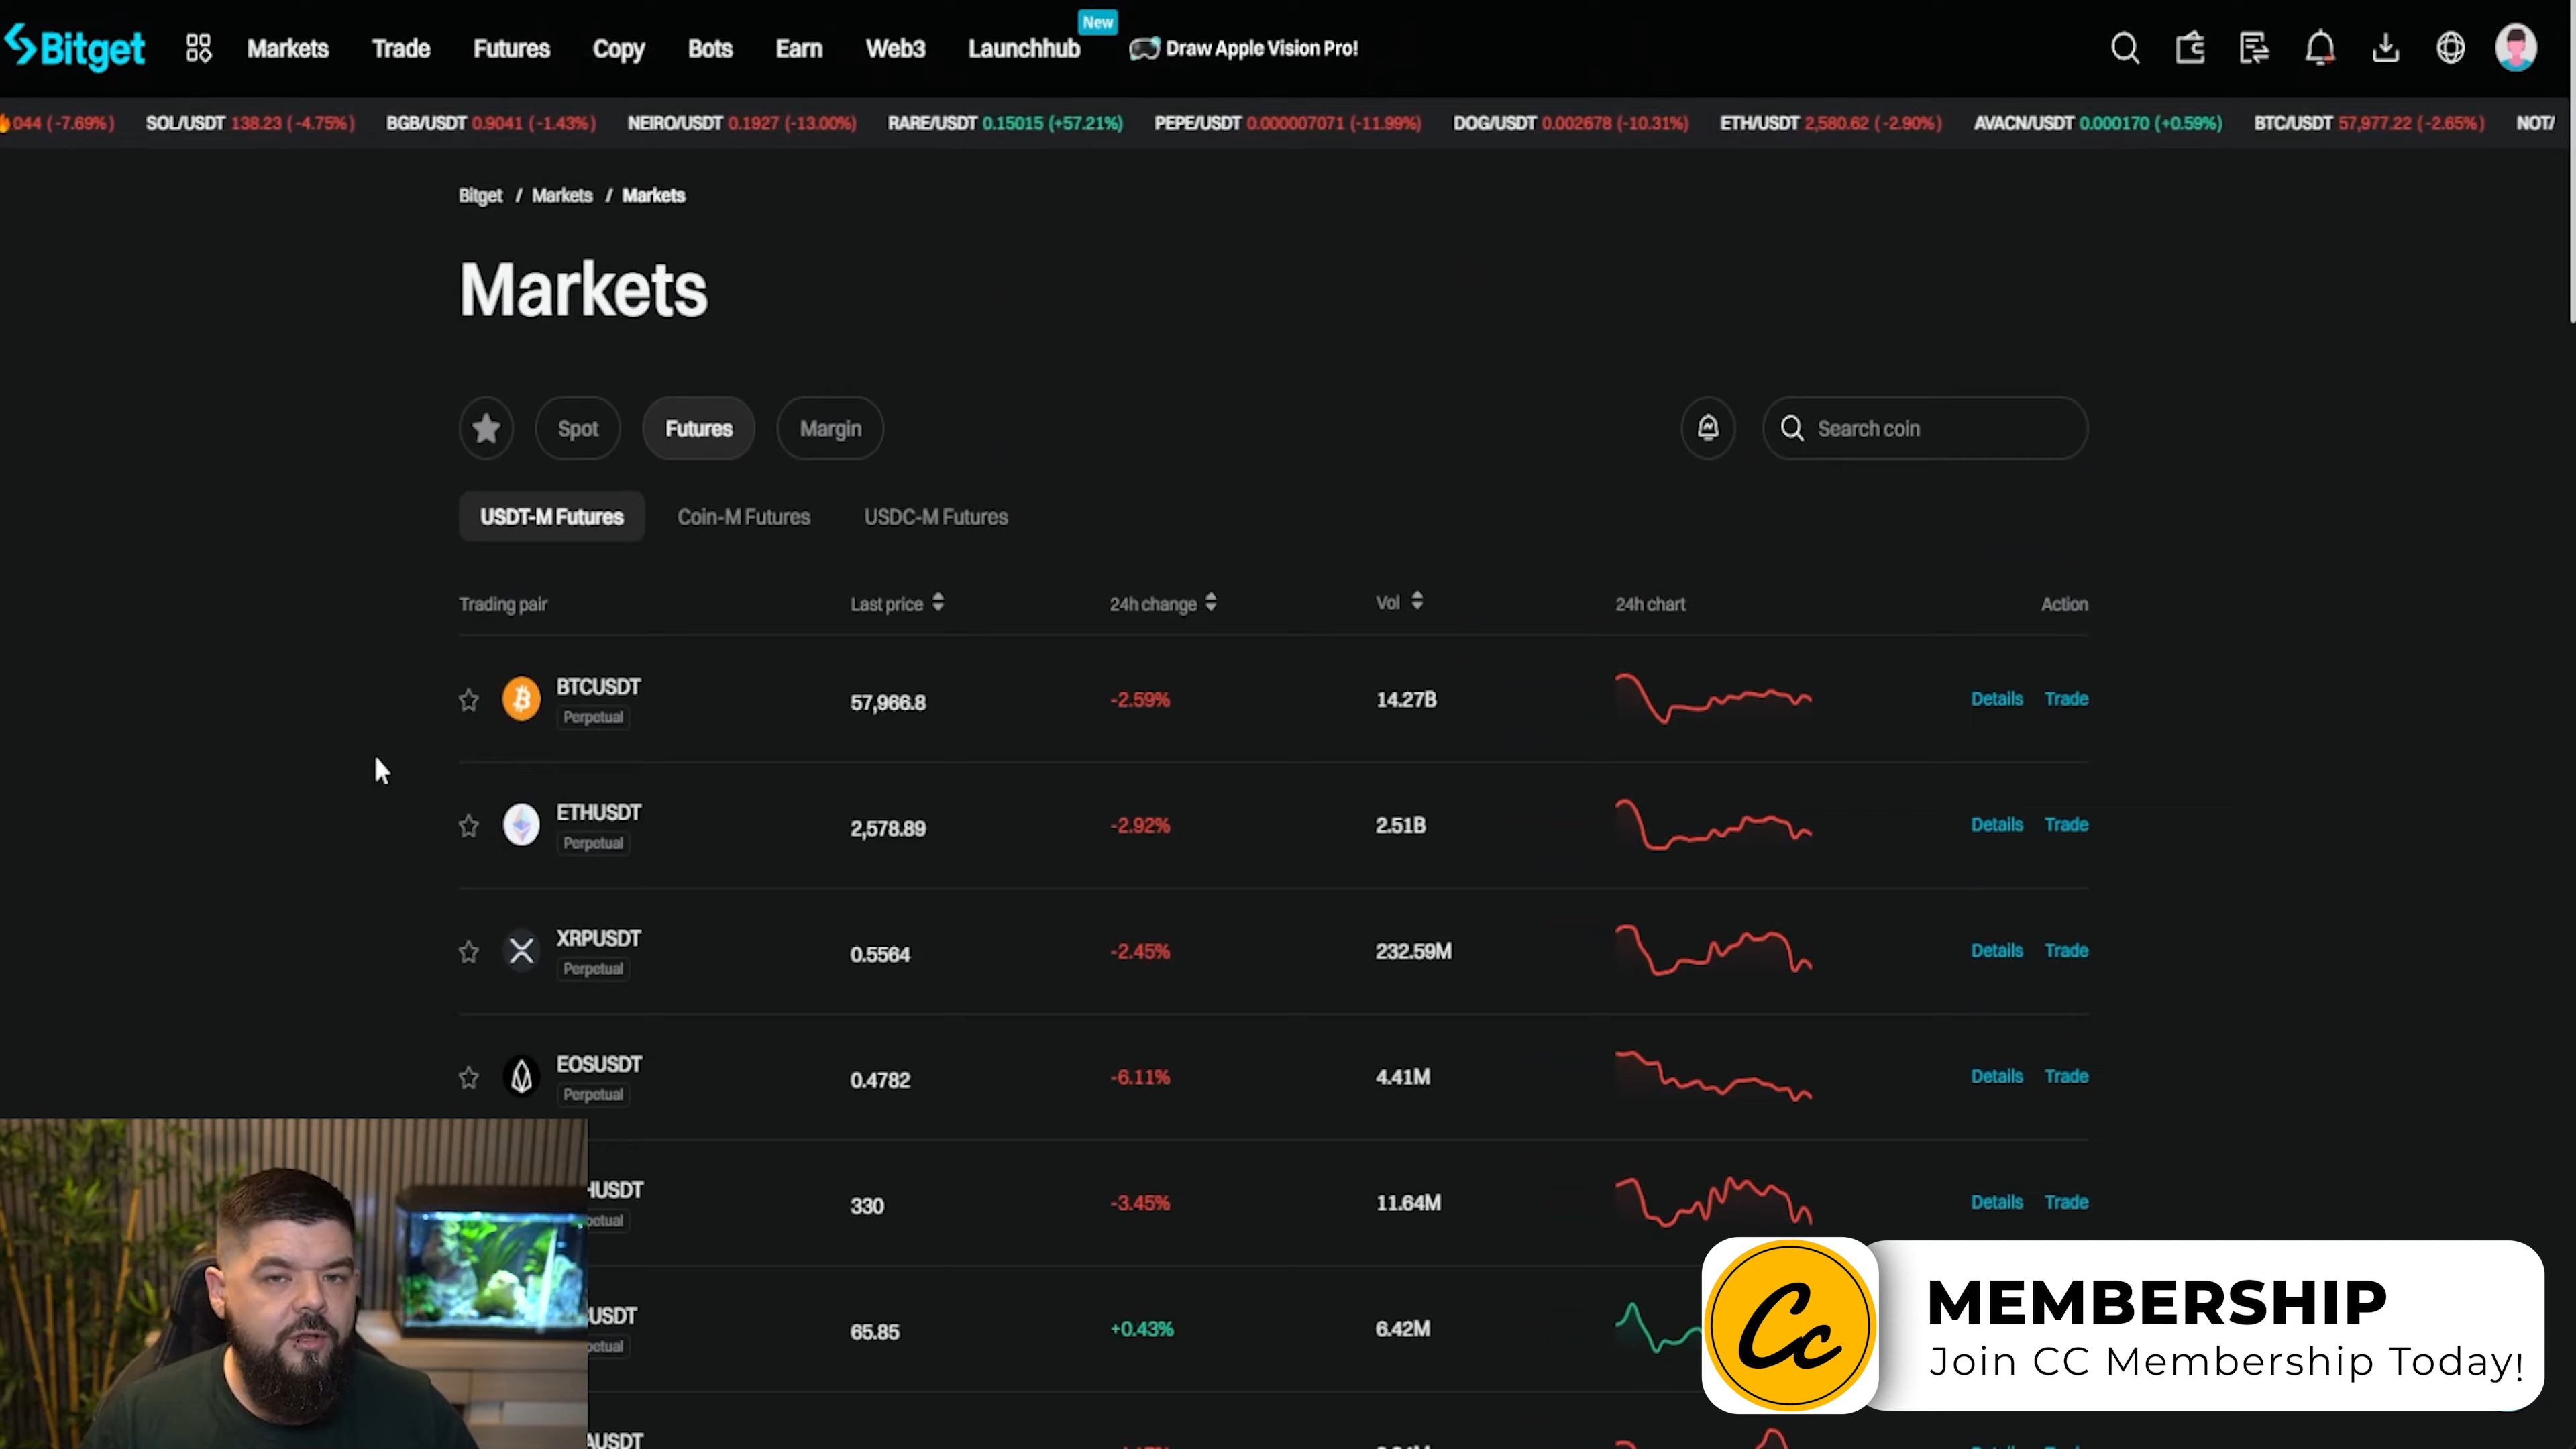 Bitget Markets Trade Futures Copy Bots Earn Web3 Launchhub New Draw Apple Vision Pro!
044 (-7.69%) SOL/USDT 138.23 (-4.75%) BGB/USDT 0.9041 (-1.43%) NEIRO/USDT 0.1927 (-13.00%) RARE/USDT 0.15015 (+57.21%) PEPE/USDT 0.000007071 (-11.99%) DOG/USDT 0.002678 (-10.31%) ETH/USDT 2,580.62 (-2.90%) AVACN/USDT 0.000170 (+0.59%) BTC/USDT 57,977.22 (-2.65%) NOT/
Bitget / Markets / Markets
Markets
Spot Futures Margin Search coin
USDT-M Futures Coin-M Futures USDC-M Futures
Trading pair Last price 24h change Vol 24h chart Action
BTCUSDT 57,966.8 -2.59% 14.27B Details Trade
Perpetual
ETHUSDT 2,578.89 -2.92% 2.51B Details Trade
Perpetual
XRPUSDT 0.5564 -2.45% 232.59M Details Trade
Perpetual
EOSUSDT 0.4782 -6.11% 4.41M Details Trade
Perpetual
HUSDT 330 -3.45% 11.64M Details Trade
petual
USDT 65.85 +0.43% 6.42M
petual
AUSDT
Cc
MEMBERSHIP
Join CC Membership Today!